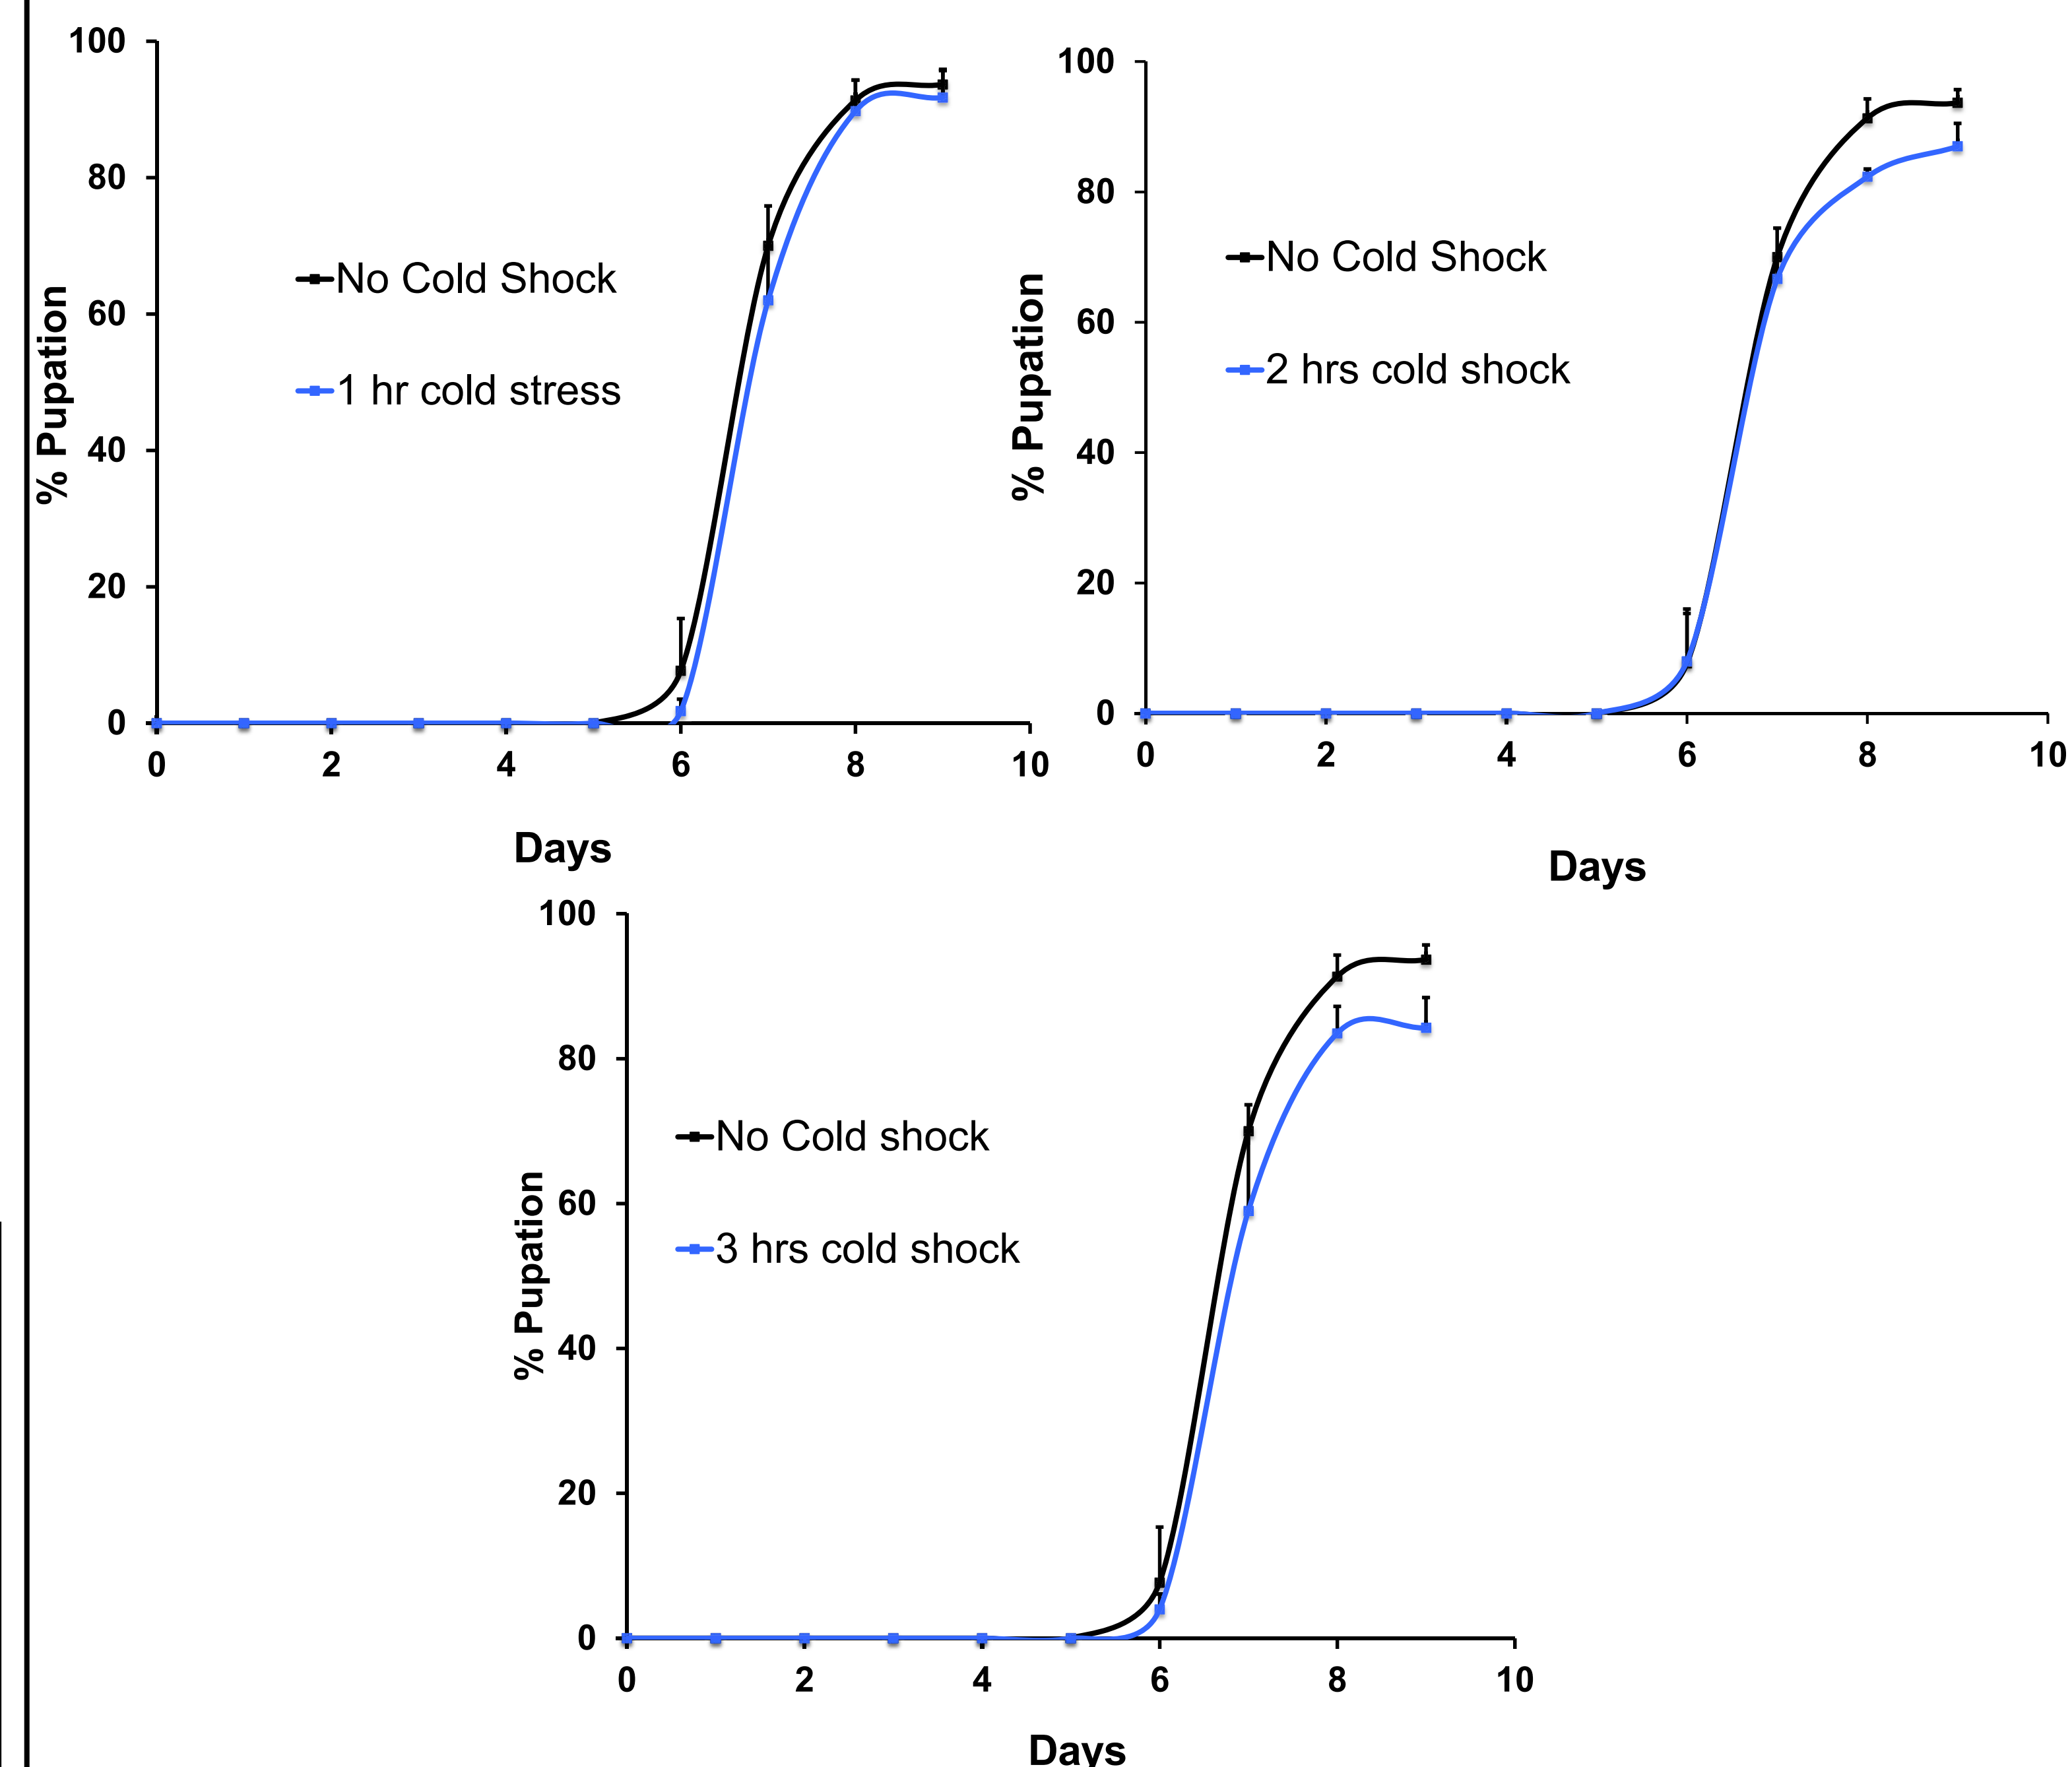 100
80
60
40
20
0
% Pupation
No Cold Shock
1 hr cold stress
0 2 4 6 8 10
Days
100
80
60
40
20
0
% Pupation
No Cold Shock
2 hrs cold shock
0 2 4 6 8 10
Days
100
80
60
40
20
0
% Pupation
No Cold shock
3 hrs cold shock
0 2 4 6 8 10
Days